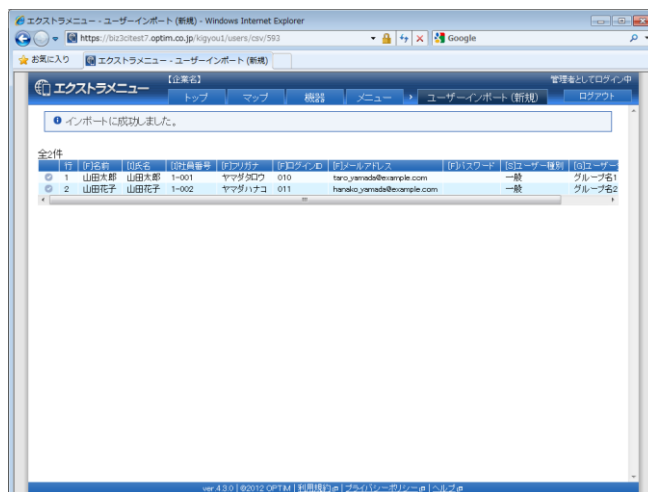 エクストラメニュー - ユーザーインポート (新規) - Windows Internet Explorer
https://biz3citest7.optim.co.jp/kigyou1/users/csv/593
Google
お気に入り
エクストラメニュー - ユーザーインポート (新規)
エクストラメニュー
【企業名】
管理者としてログイン中
トップ マップ 機器 メニュー ユーザーインポート (新規) ログアウト
インポートに成功しました。
全2件
行 [F]名前 [I]氏名 [I]社員番号 [F]フリガナ [F]ログインID [F]メールアドレス [F]パスワード [S]ユーザー種別 [G]ユーザー
1 山田太郎 山田太郎 1-001 ヤマダタロウ 010 taro_yamada@example.com 一般 グループ名1
2 山田花子 山田花子 1-002 ヤマダハナコ 011 hanako_yamada@example.com 一般 グループ名2
ver.4.3.0 | ©2012 OPTiM | 利用規約 | プライバシーポリシー | ヘルプ